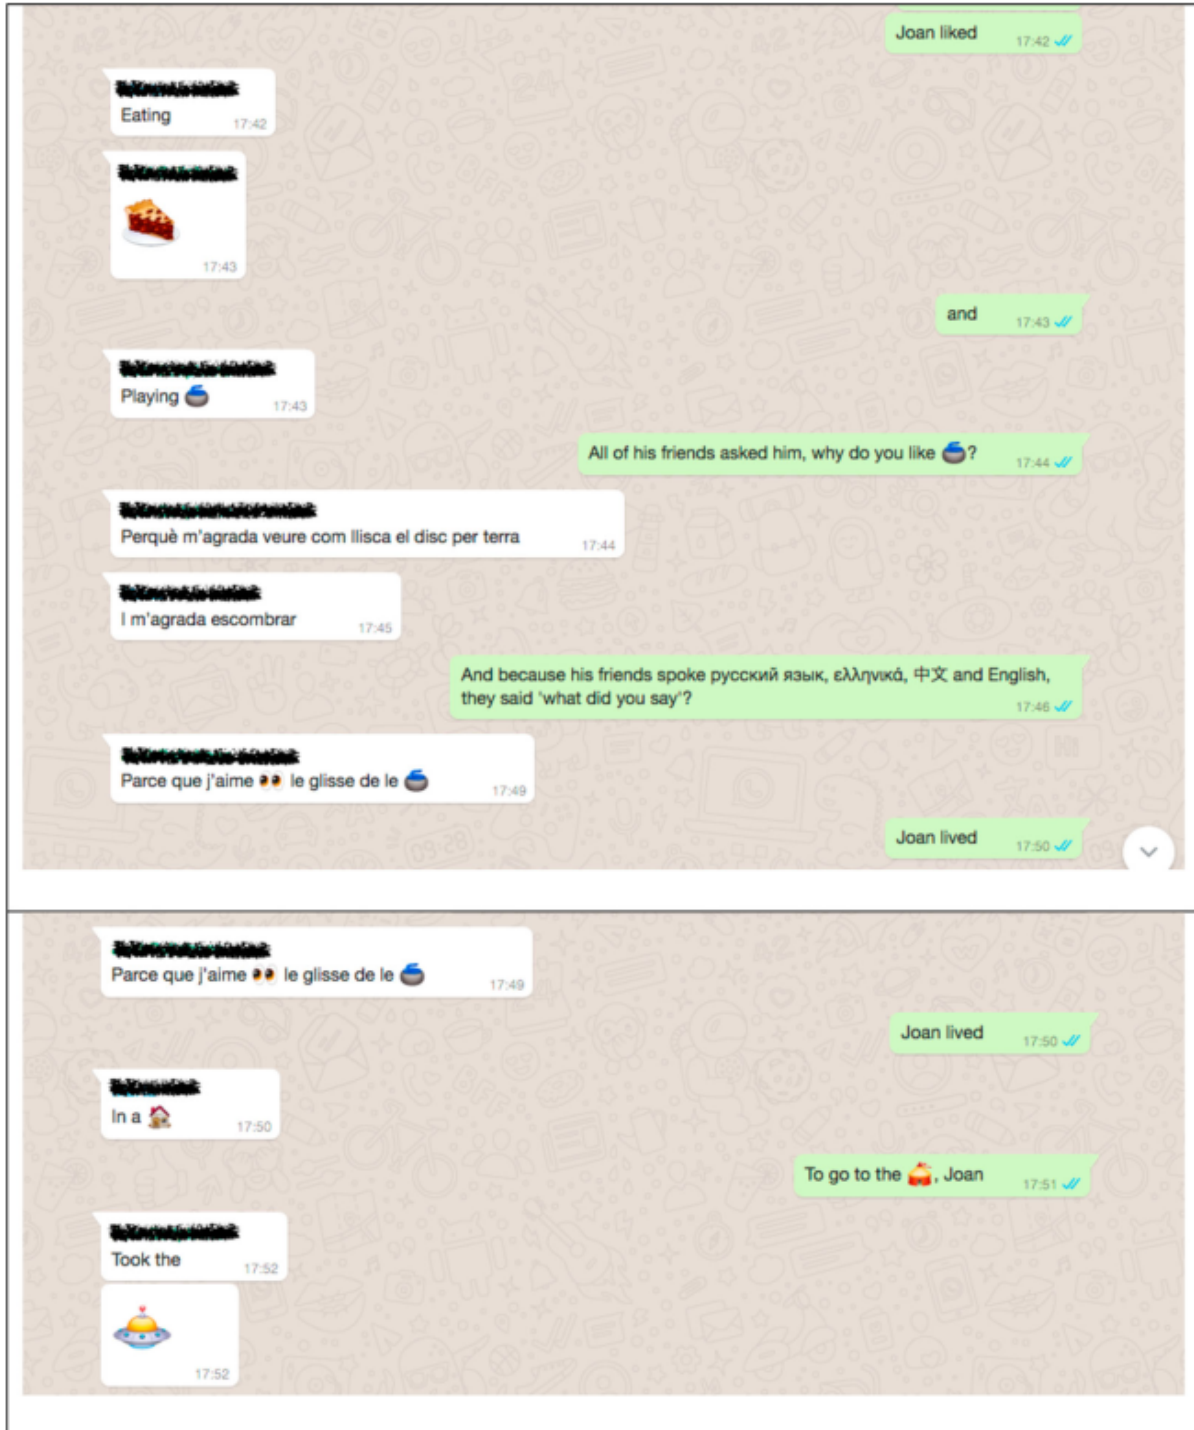 Joan liked
17:42
Eating
17:42
17:43
and
17:43
Playing
17:43
All of his friends asked him, why do you like ?
17:44
Perquè m'agrada veure com llisca el disc per terra
17:44
I m'agrada escombrar
17:45
And because his friends spoke русский язык, ελληνικά, 中文 and English,
they said 'what did you say'?
17:46
Parce que j'aime 👀 le glisse de le
17:49
Joan lived
17:50
Parce que j'aime 👀 le glisse de le
17:49
Joan lived
17:50
In a
17:50
To go to the , Joan
17:51
Took the
17:52
17:52